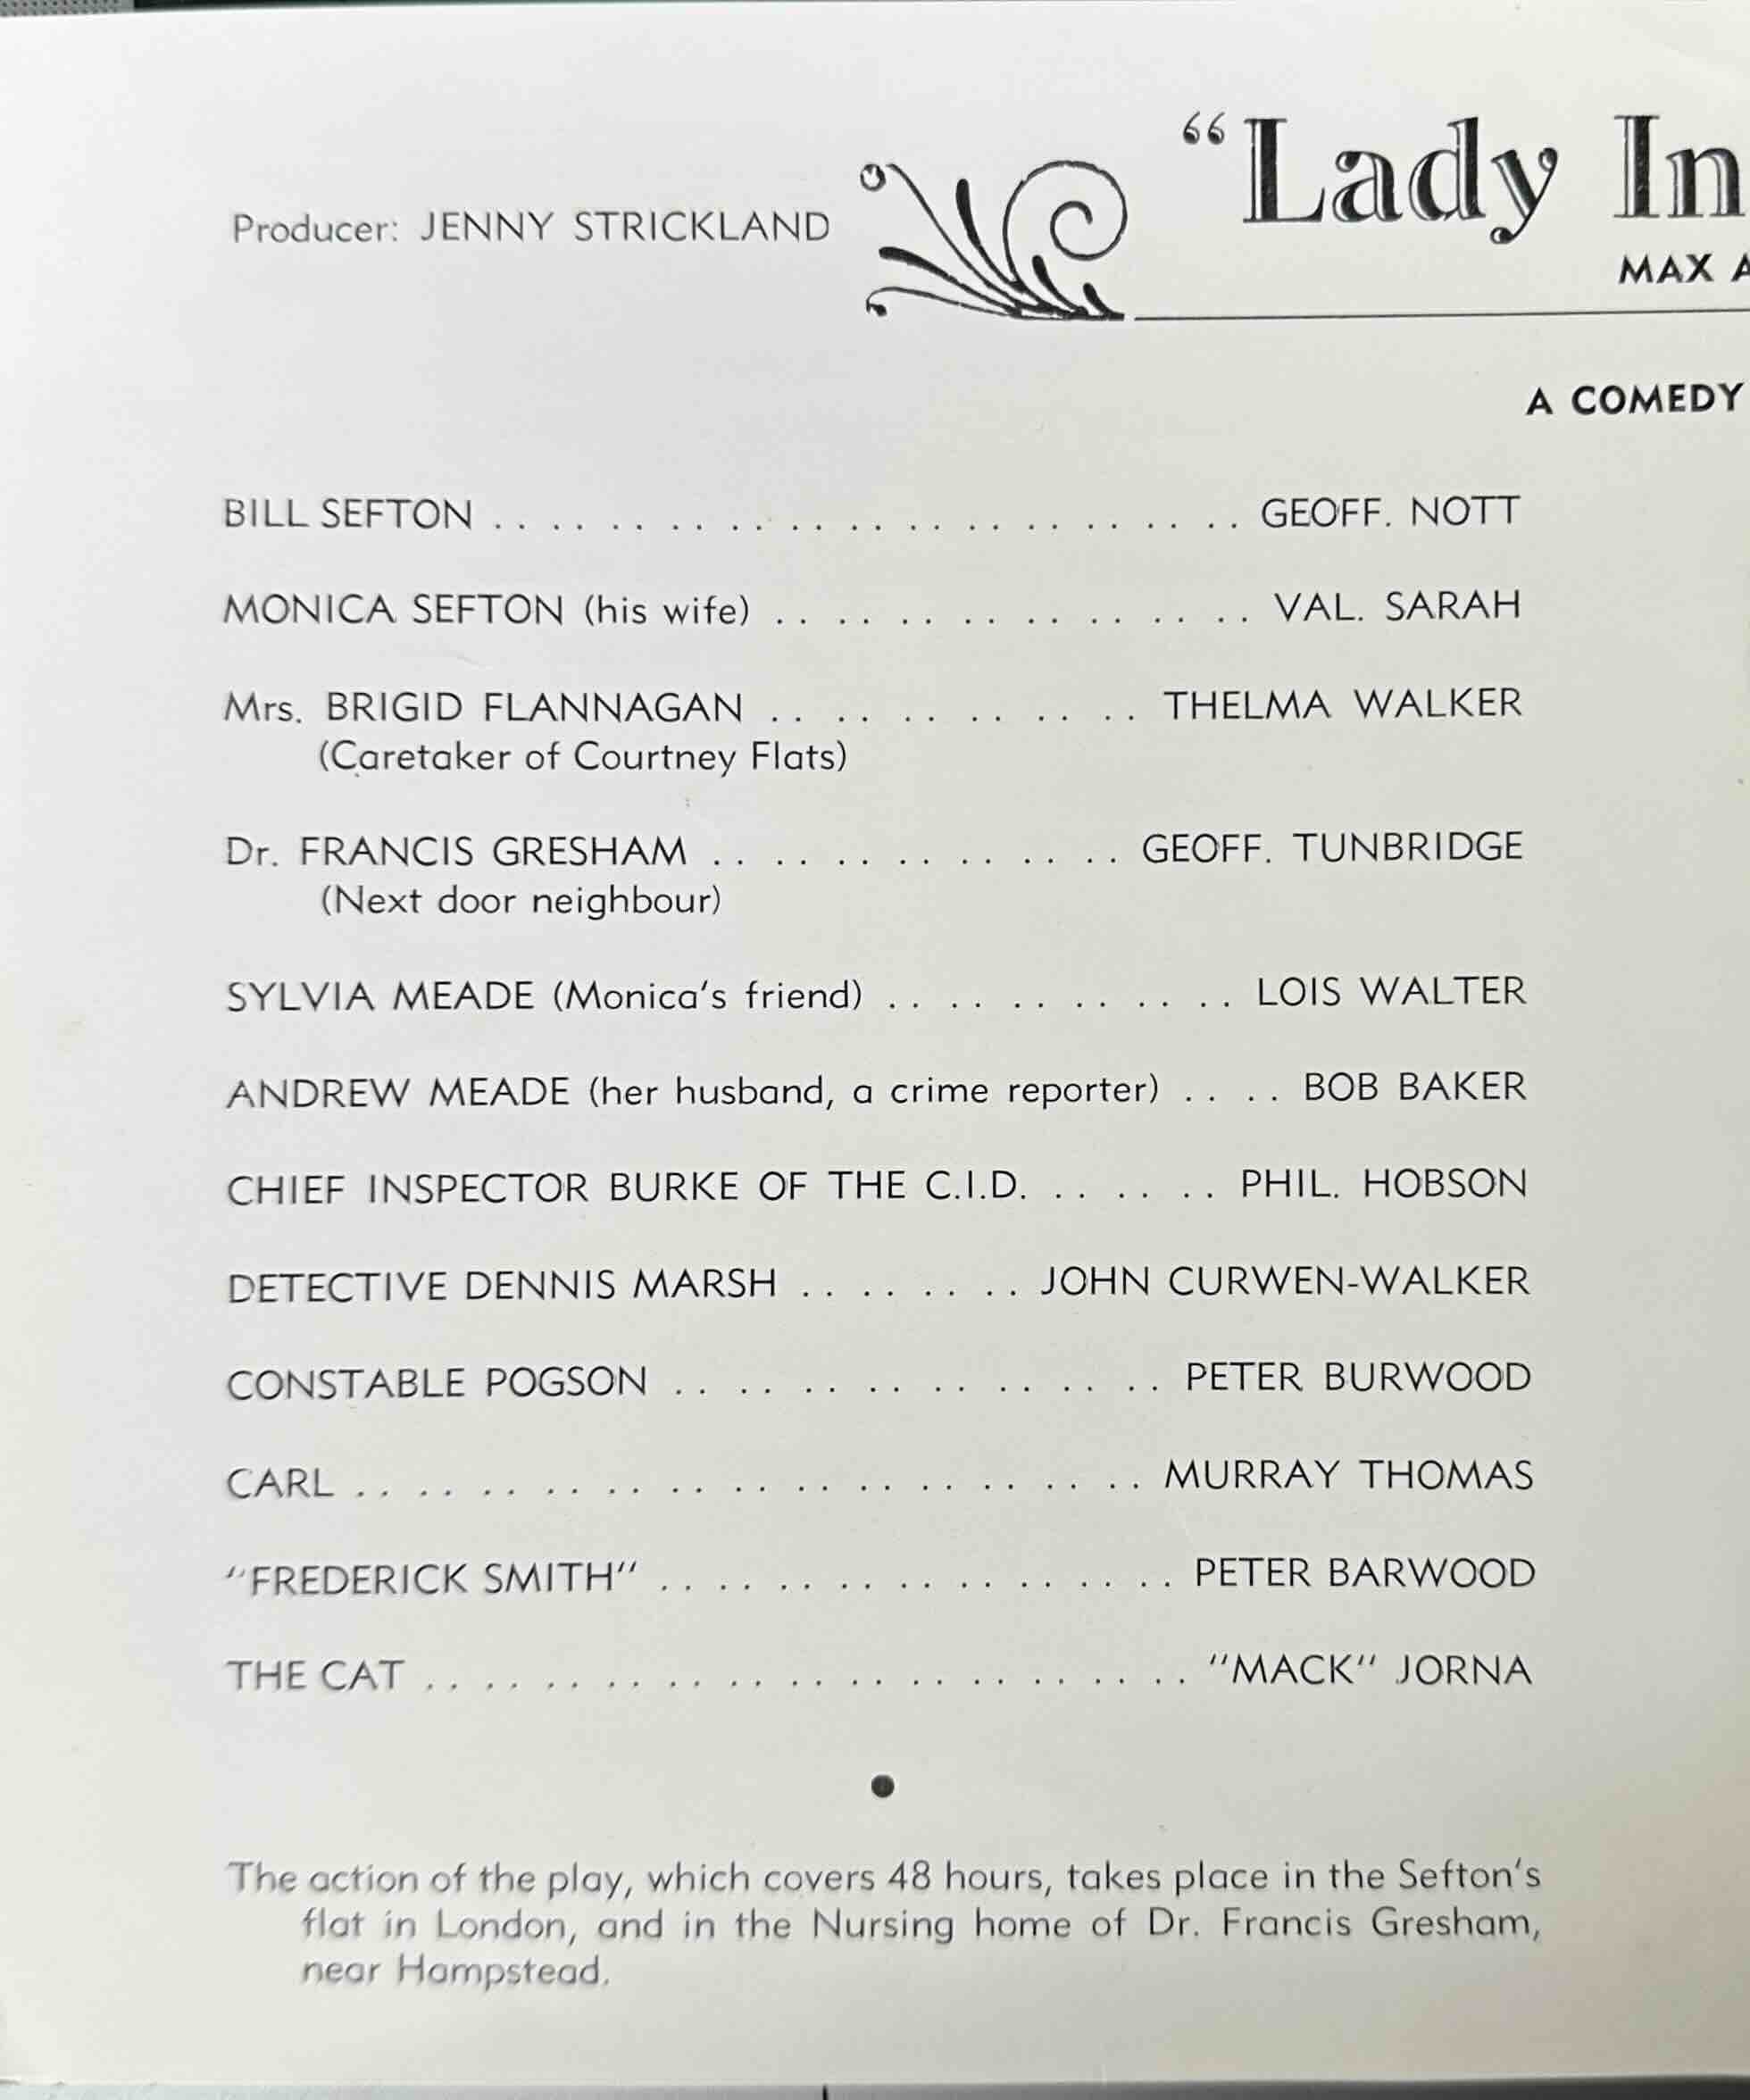 Producer: JENNY STRICKLAND
“Lady In
MAX A
A COMEDY
BILL SEFTON . . . . . . . . . . . . . . . . . . . . . . . . . . GEOFF. NOTT
MONICA SEFTON (his wife) . . . . . . . . . . . . . . . . VAL. SARAH
Mrs. BRIGID FLANNAGAN . . . . . . . . . . . . THELMA WALKER
(Caretaker of Courtney Flats)
Dr. FRANCIS GRESHAM . . . . . . . . . . . . . . GEOFF. TUNBRIDGE
(Next door neighbour)
SYLVIA MEADE (Monica's friend) . . . . . . . . . . . . LOIS WALTER
ANDREW MEADE (her husband, a crime reporter) . . . . BOB BAKER
CHIEF INSPECTOR BURKE OF THE C.I.D. . . . . . . PHIL. HOBSON
DETECTIVE DENNIS MARSH . . . . . . . . JOHN CURWEN-WALKER
CONSTABLE POGSON . . . . . . . . . . . . . . . . PETER BURWOOD
CARL . . . . . . . . . . . . . . . . . . . . . . . . . . MURRAY THOMAS
"FREDERICK SMITH" . . . . . . . . . . . . . . . . . . PETER BARWOOD
THE CAT . . . . . . . . . . . . . . . . . . . . . . . . . . "MACK" JORNA
The action of the play, which covers 48 hours, takes place in the Sefton's
flat in London, and in the Nursing home of Dr. Francis Gresham,
near Hampstead.